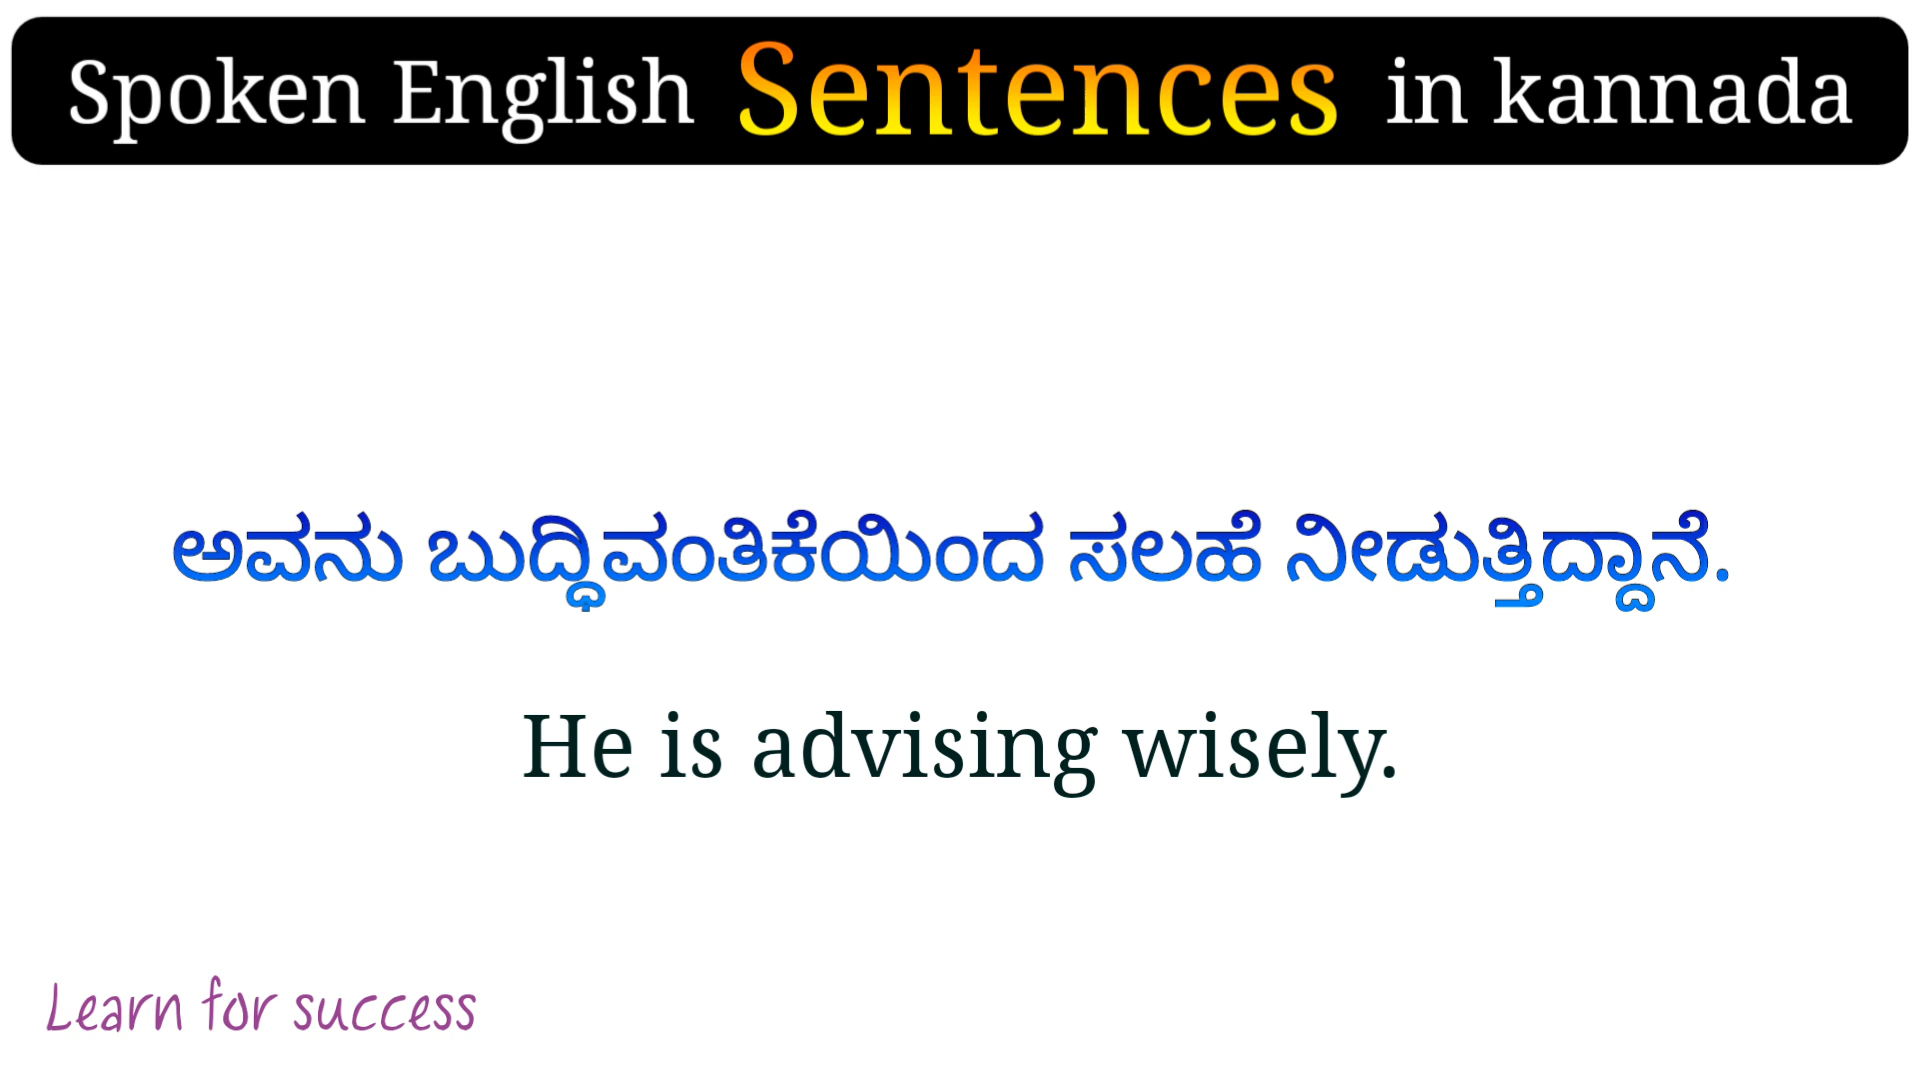 Spoken English Sentences in kannada
ಅವನು ಬುದ್ಧಿವಂತಿಕೆಯಿಂದ ಸಲಹೆ ನೀಡುತ್ತಿದ್ದಾನೆ.
He is advising wisely.
Learn for success